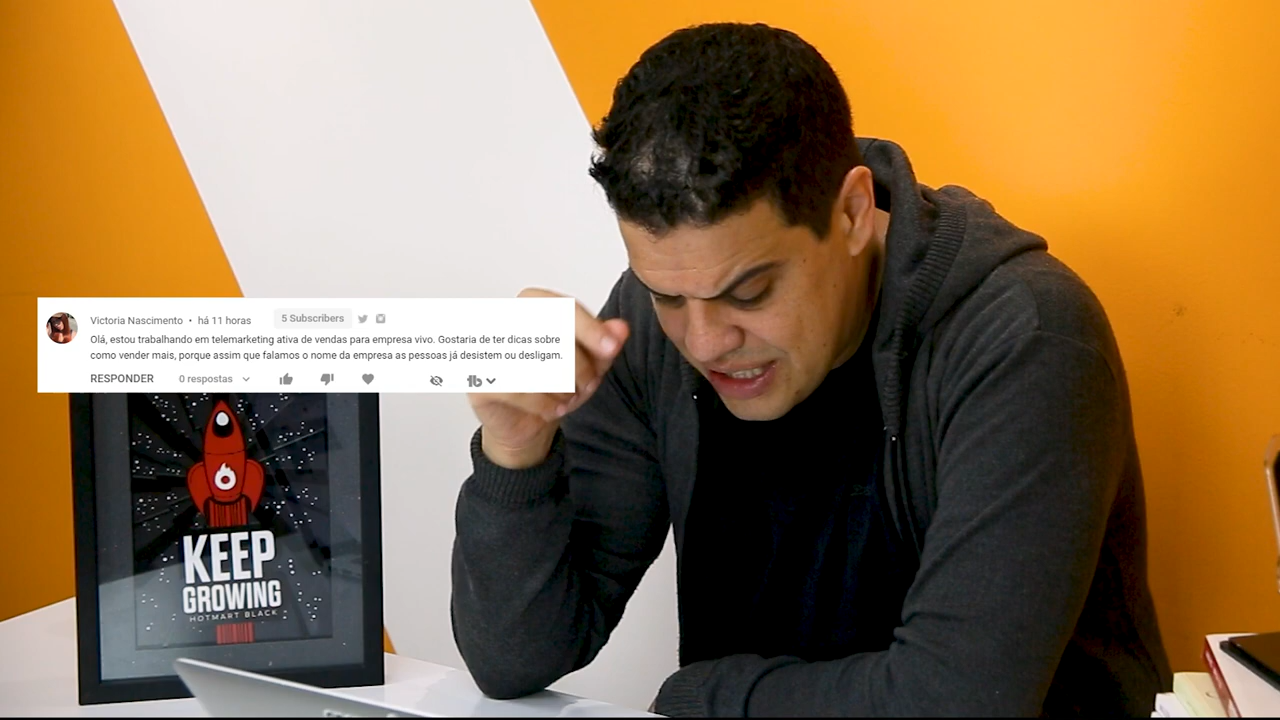 Victoria Nascimento • há 11 horas 5 Subscribers
Olá, estou trabalhando em telemarketing ativa de vendas para empresa vivo. Gostaria de ter dicas sobre
como vender mais, porque assim que falamos o nome da empresa as pessoas já desistem ou desligam.
RESPONDER 0 respostas
KEEP
GROWING
HOTMART BLACK